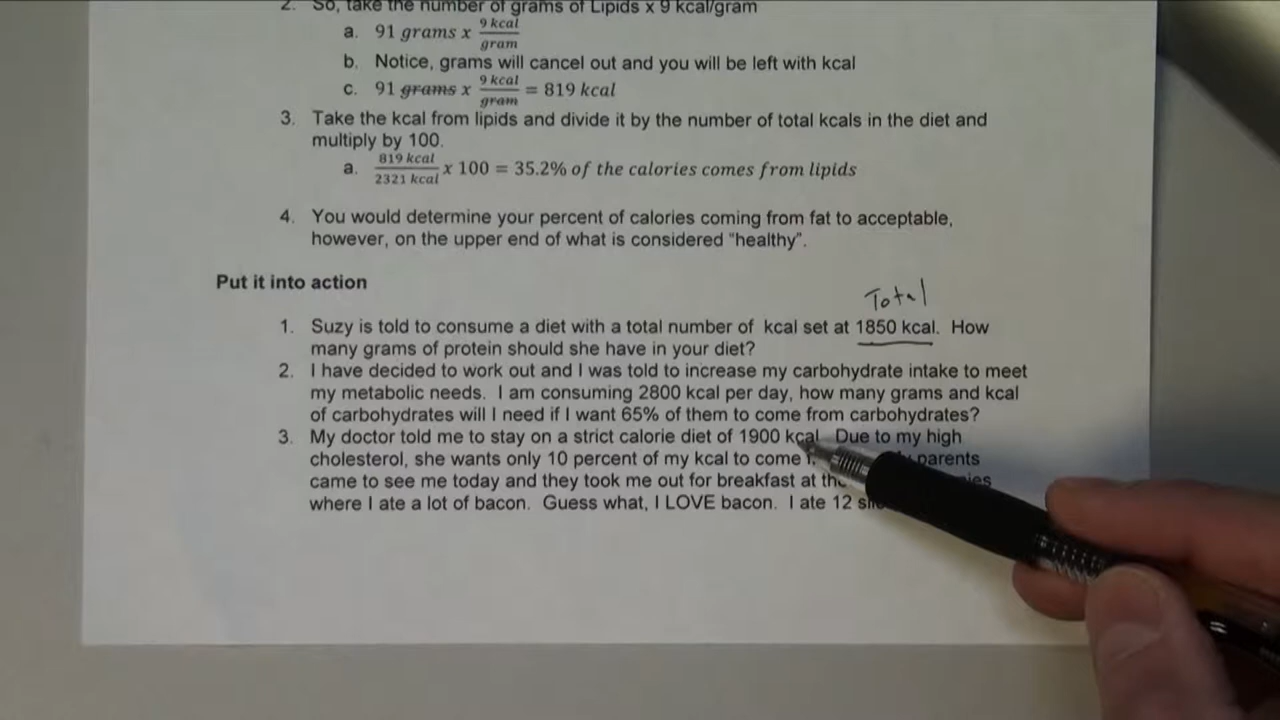 2. So, take the number of grams of Lipids x 9 kcal/gram
a. 91 grams x 9 kcal/gram
b. Notice, grams will cancel out and you will be left with kcal
c. 91 grams x 9 kcal/gram = 819 kcal
3. Take the kcal from lipids and divide it by the number of total kcals in the diet and
multiply by 100.
a. 819 kcal/2321 kcal x 100 = 35.2% of the calories comes from lipids
4. You would determine your percent of calories coming from fat to acceptable,
however, on the upper end of what is considered “healthy”.
Put it into action
Total
1. Suzy is told to consume a diet with a total number of kcal set at 1850 kcal. How
many grams of protein should she have in your diet?
2. I have decided to work out and I was told to increase my carbohydrate intake to meet
my metabolic needs. I am consuming 2800 kcal per day, how many grams and kcal
of carbohydrates will I need if I want 65% of them to come from carbohydrates?
3. My doctor told me to stay on a strict calorie diet of 1900 kcal. Due to my high
cholesterol, she wants only 10 percent of my kcal to come parents
came to see me today and they took me out for breakfast at
where I ate a lot of bacon. Guess what, I LOVE bacon. I ate 12